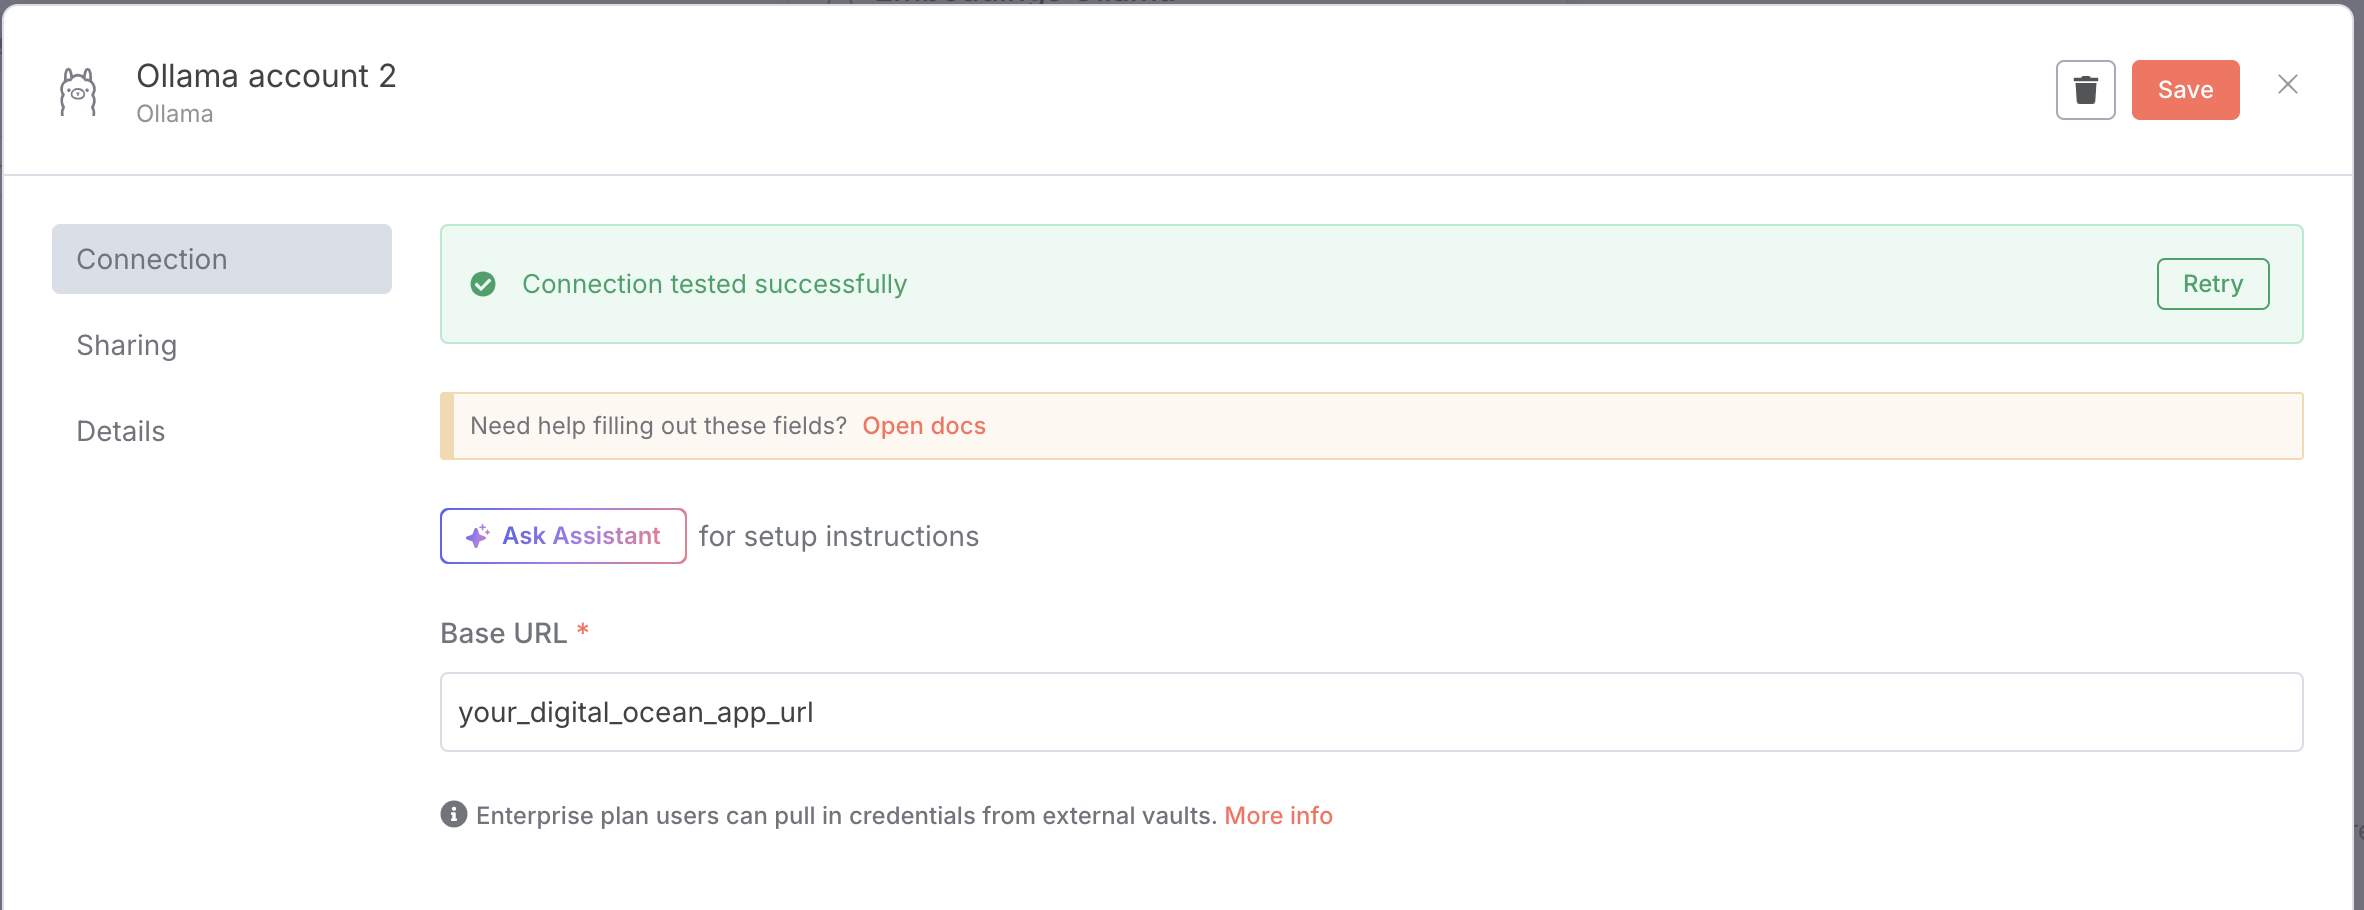 Ollama account 2
Ollama
Save
Connection
Sharing
Details
Connection tested successfully
Retry
Need help filling out these fields? Open docs
Ask Assistant for setup instructions
Base URL *
your_digital_ocean_app_url
Enterprise plan users can pull in credentials from external vaults. More info